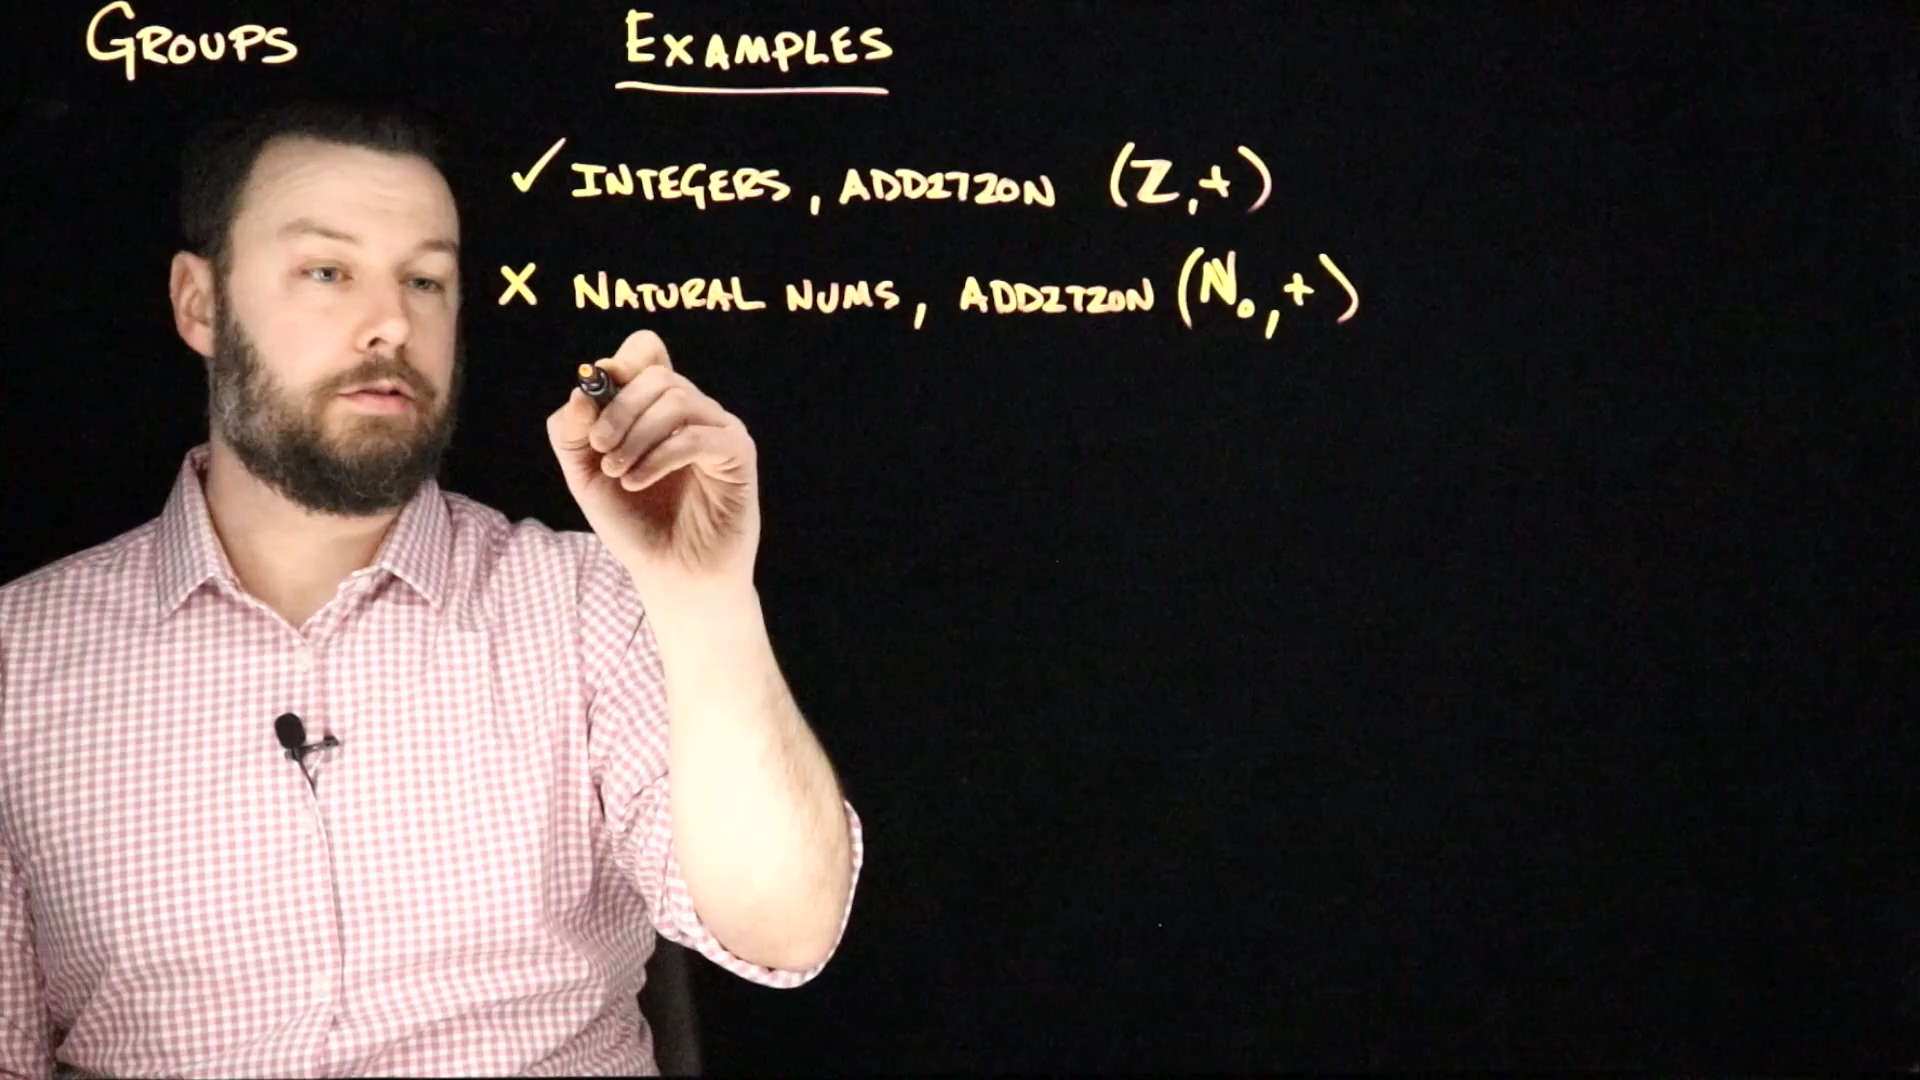 GROUPS
EXAMPLES
✓ INTEGERS, ADDITION (Z,+)
X NATURAL NUMS, ADDITION (N₀,+)